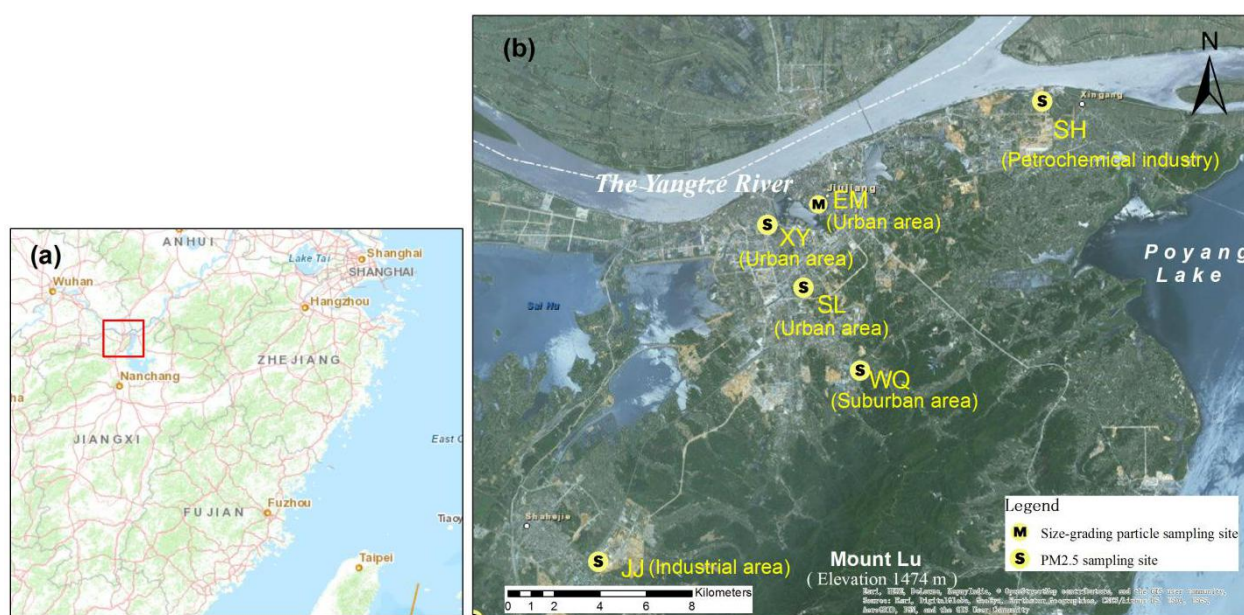 (a)
ANHUI
Wuhan
Lake Tai
Shanghai
SHANGHAI
Hangzhou
ZHEJIANG
Nanchang
ha
JIANGXI
East C
FUJIAN
Fuzhou
Tiaoy
Taipei
(b)
N
S
Xingang
SH
(Petrochemical industry)
The Yangtze River
Jiujiang
M
EM
(Urban area)
S
XY
(Urban area)
Poyang
Lake
Sai Hu
S
SL
(Urban area)
S
WQ
(Suburban area)
Shahejie
S
JJ (Industrial area)
Mount Lu
( Elevation 1474 m )
Legend
M Size-grading particle sampling site
S PM2.5 sampling site
Kilometers
0 1 2 4 6 8